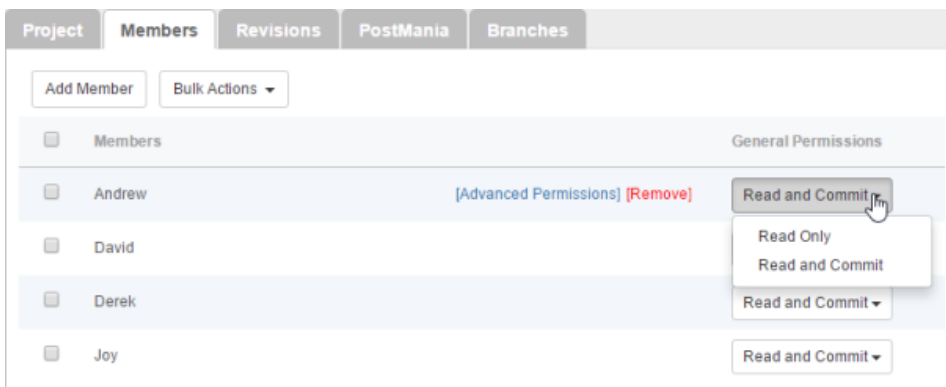 Project Members Revisions PostMania Branches
Add Member Bulk Actions
Members General Permissions
Andrew [Advanced Permissions] [Remove] Read and Commit
Read Only
David
Read and Commit
Derek Read and Commit
Joy Read and Commit